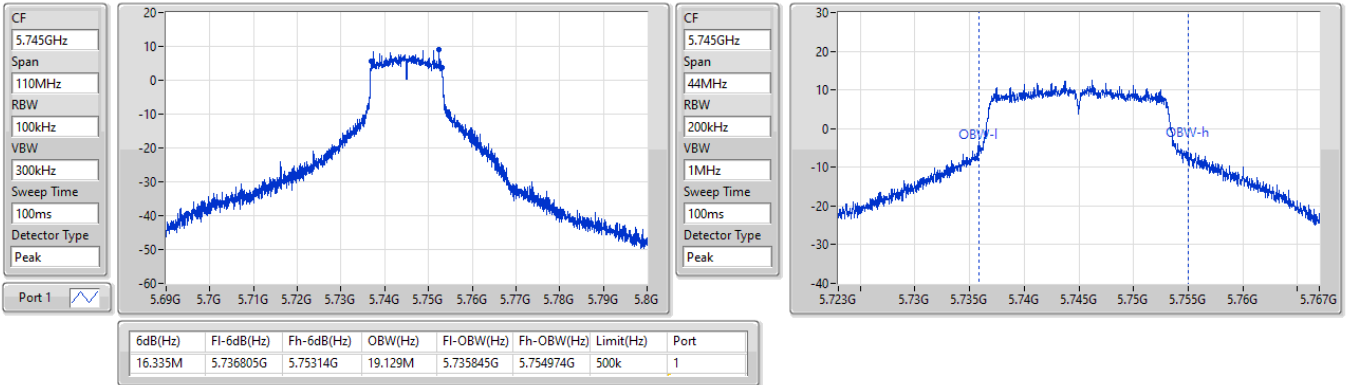 CF
5.745GHz
Span
110MHz
RBW
100kHz
VBW
300kHz
Sweep Time
100ms
Detector Type
Peak
Port 1
20-
10-
0-
-10-
-20-
-30-
-40-
-50-
-60-
5.69G 5.7G 5.71G 5.72G 5.73G 5.74G 5.75G 5.76G 5.77G 5.78G 5.79G 5.8G
CF
5.745GHz
Span
44MHz
RBW
200kHz
VBW
1MHz
Sweep Time
100ms
Detector Type
Peak
30-
20-
10-
0-
-10-
-20-
-30-
-40-
OBW-l OBW-h
5.723G 5.73G 5.735G 5.74G 5.745G 5.75G 5.755G 5.76G 5.767G
6dB(Hz) Fl-6dB(Hz) Fh-6dB(Hz) OBW(Hz) Fl-OBW(Hz) Fh-OBW(Hz) Limit(Hz) Port
16.335M 5.736805G 5.75314G 19.129M 5.735845G 5.754974G 500k 1